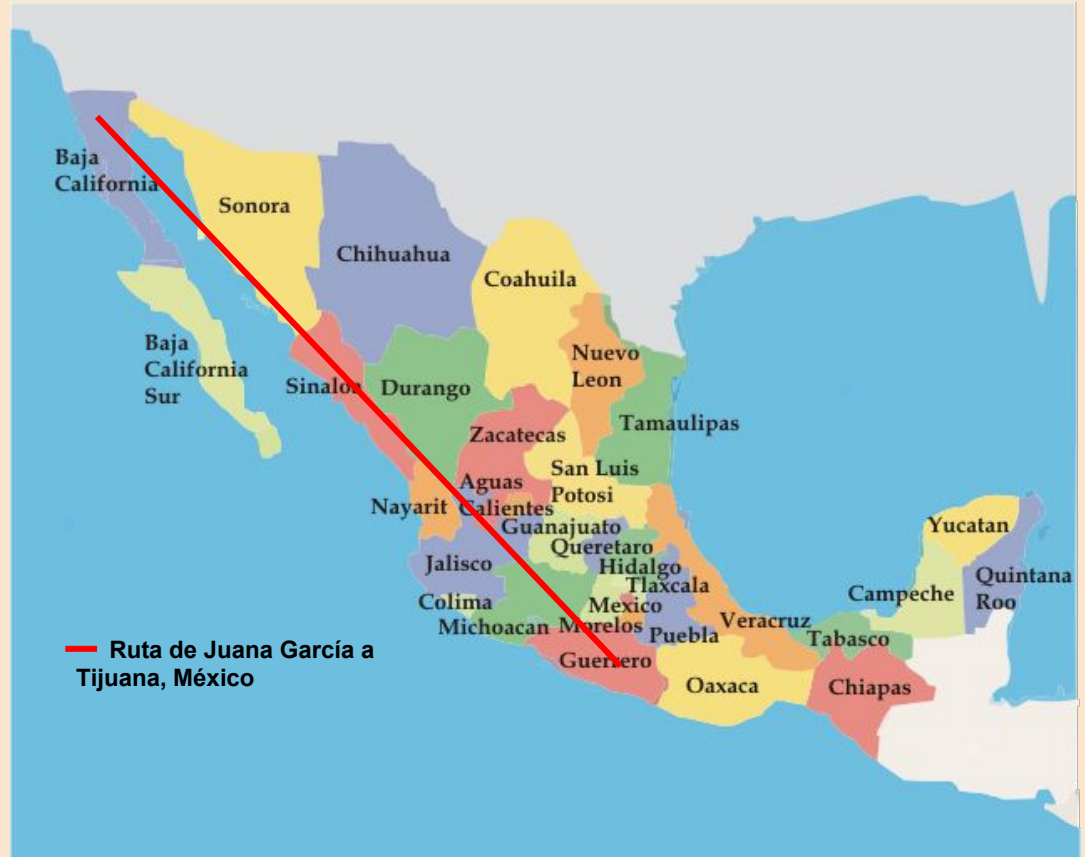 Baja
California
Sonora
Chihuahua
Coahuila
Baja
California
Sur
Sinaloa
Durango
Nuevo
Leon
Zacatecas
Tamaulipas
San Luis
Potosi
Nayarit
Aguas
Calientes
Guanajuato
Queretaro
Hidalgo
Tlaxcala
Jalisco
Colima
Mexico
Michoacan
Morelos
Puebla
Veracruz
Yucatan
Campeche
Quintana
Roo
Tabasco
Guerrero
Oaxaca
Chiapas
Ruta de Juana García a
Tijuana, México